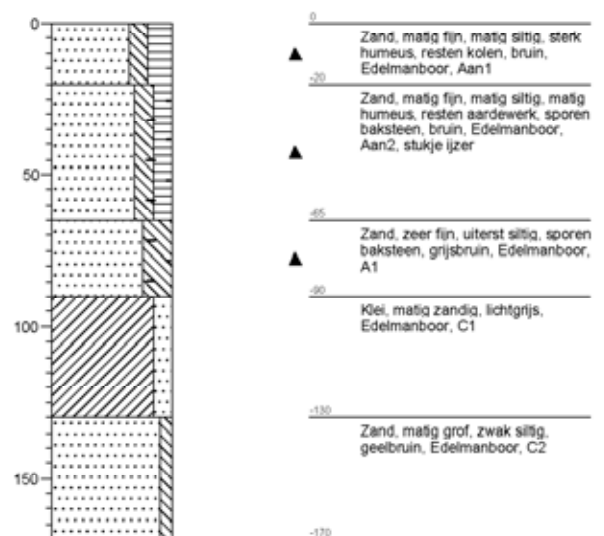 0
0
Zand, matig fijn, matig siltig, sterk
humeus, resten kolen, bruin,
Edelmanboor, Aan1
-20
Zand, matig fijn, matig siltig, matig
humeus, resten aardewerk, sporen
baksteen, bruin, Edelmanboor,
Aan2, stukje ijzer
50
-65
Zand, zeer fijn, uiterst siltig, sporen
baksteen, grijsbruin, Edelmanboor,
A1
-90
Klei, matig zandig, lichtgrijs,
Edelmanboor, C1
100
-130
Zand, matig grof, zwak siltig,
geelbruin, Edelmanboor, C2
150
-170